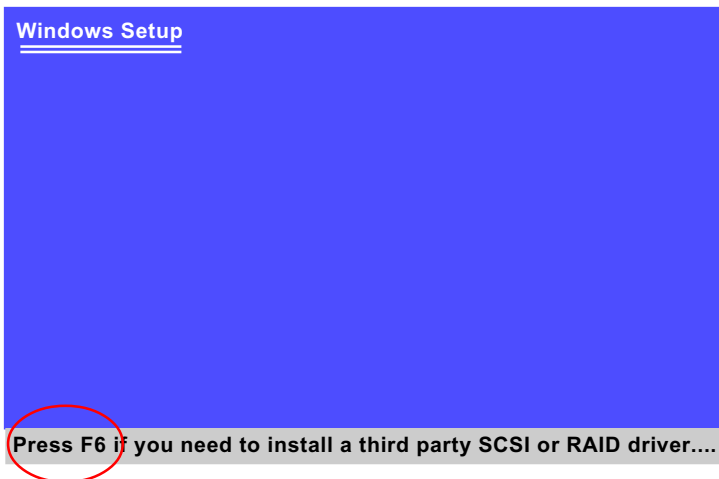 Windows Setup
Press F6 if you need to install a third party SCSI or RAID driver....